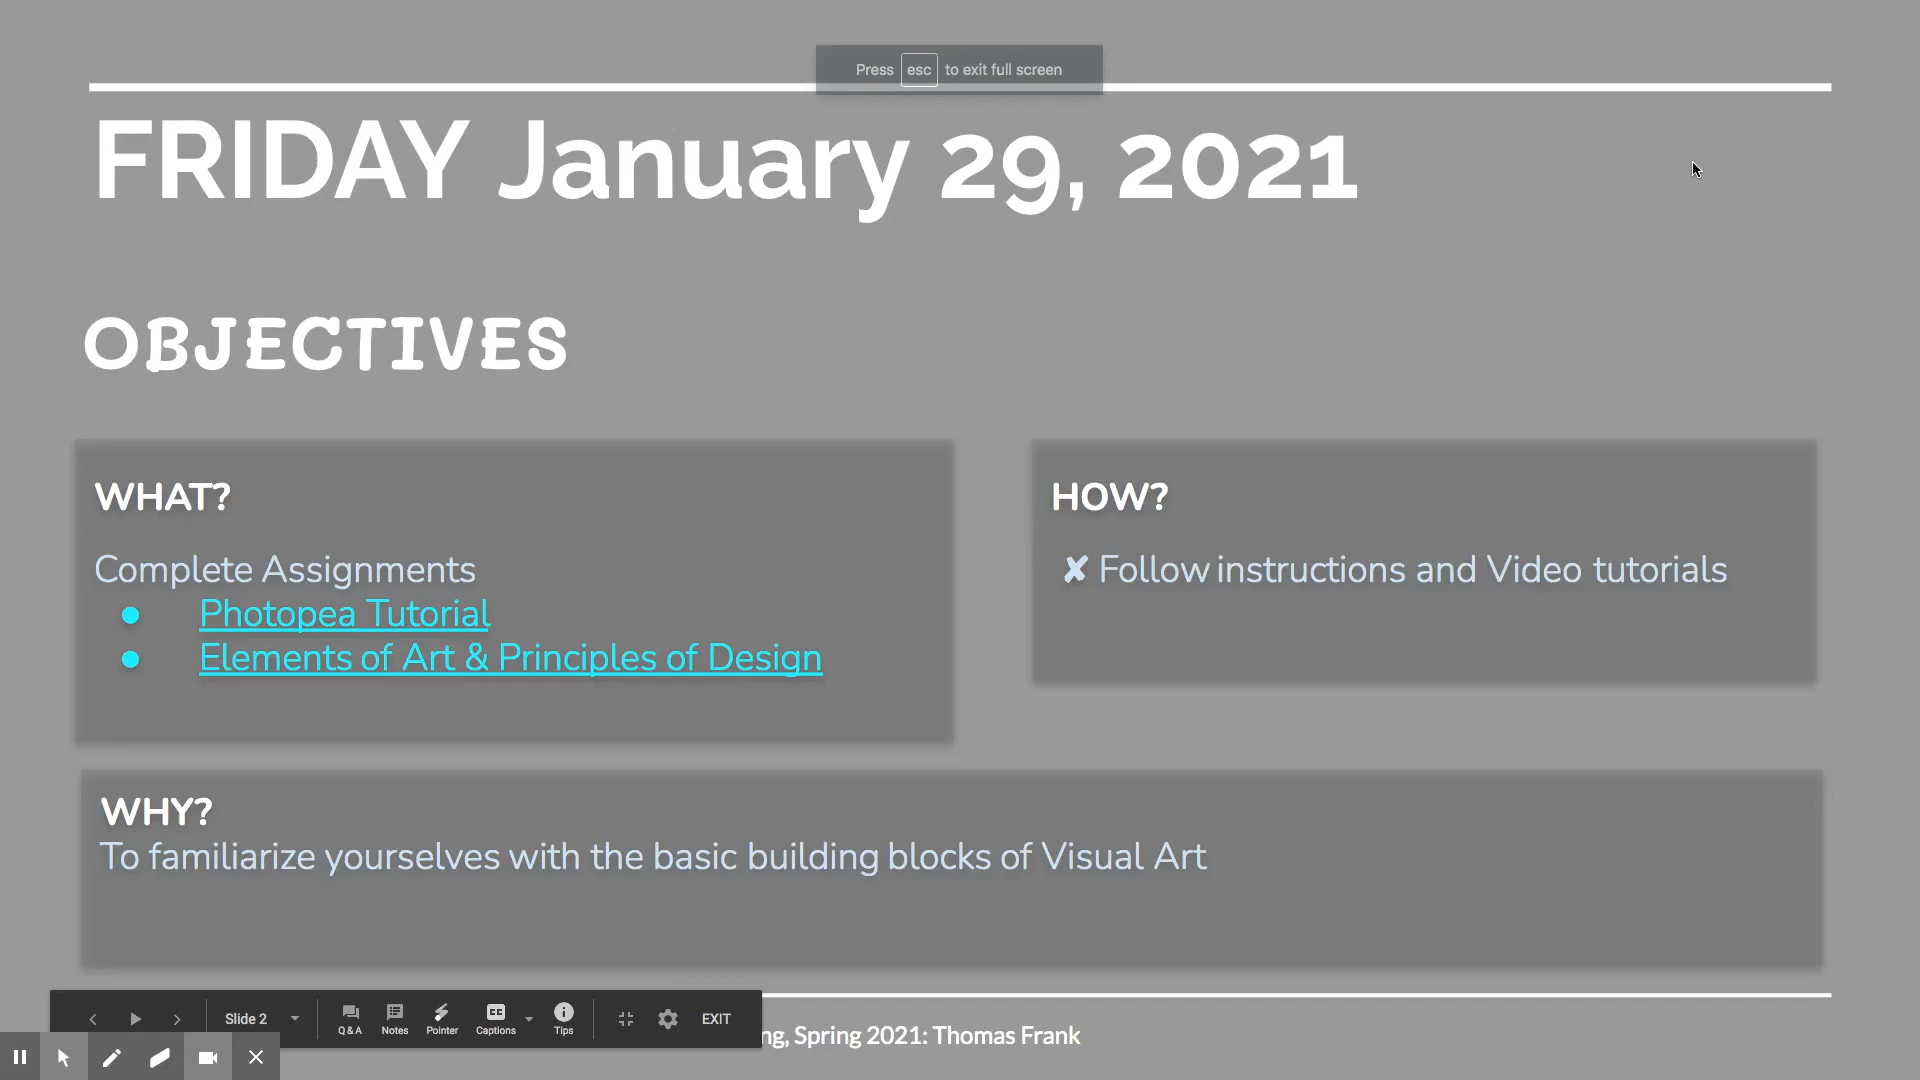 Press esc to exit full screen
FRIDAY January 29, 2021
OBJECTIVES
WHAT?
Complete Assignments
● Photopea Tutorial
● Elements of Art & Principles of Design
HOW?
✘ Follow instructions and Video tutorials
WHY?
To familiarize yourselves with the basic building blocks of Visual Art
Slide 2
Q & A
Notes
Pointer
Captions
Tips
EXIT
Spring 2021: Thomas Frank